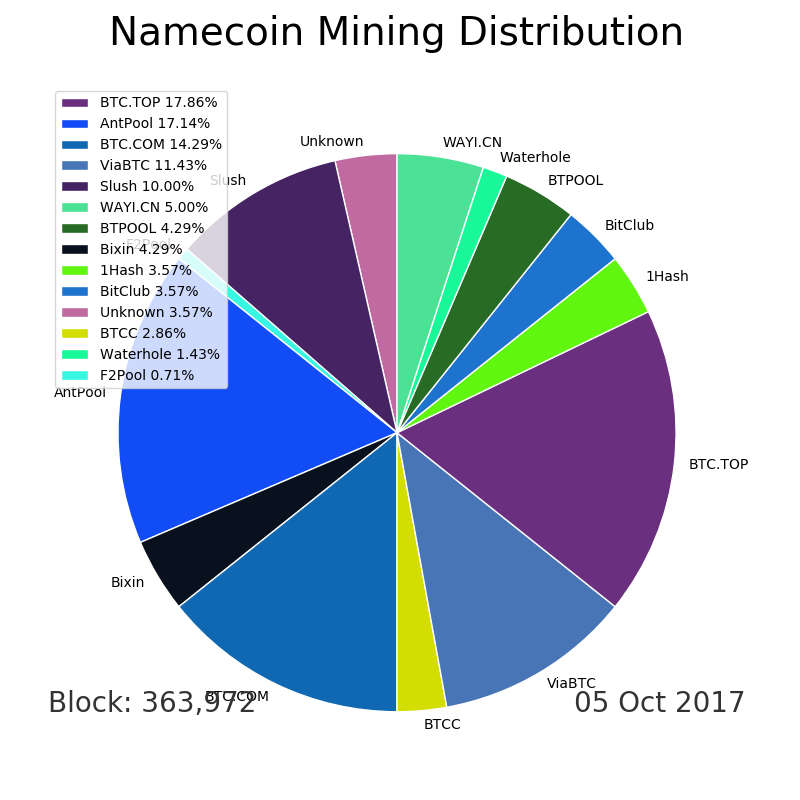 Namecoin Mining Distribution
BTC.TOP 17.86%
AntPool 17.14%
BTC.COM 14.29%
ViaBTC 11.43%
Slush 10.00%
WAYI.CN 5.00%
BTPOOL 4.29%
Bixin 4.29%
1Hash 3.57%
BitClub 3.57%
Unknown 3.57%
BTCC 2.86%
Waterhole 1.43%
F2Pool 0.71%
Unknown
WAYI.CN
Waterhole
BTPOOL
Slush
BitClub
F2Pool
1Hash
AntPool
BTC.TOP
Bixin
ViaBTC
BTC.COM
BTCC
Block: 363,972
05 Oct 2017